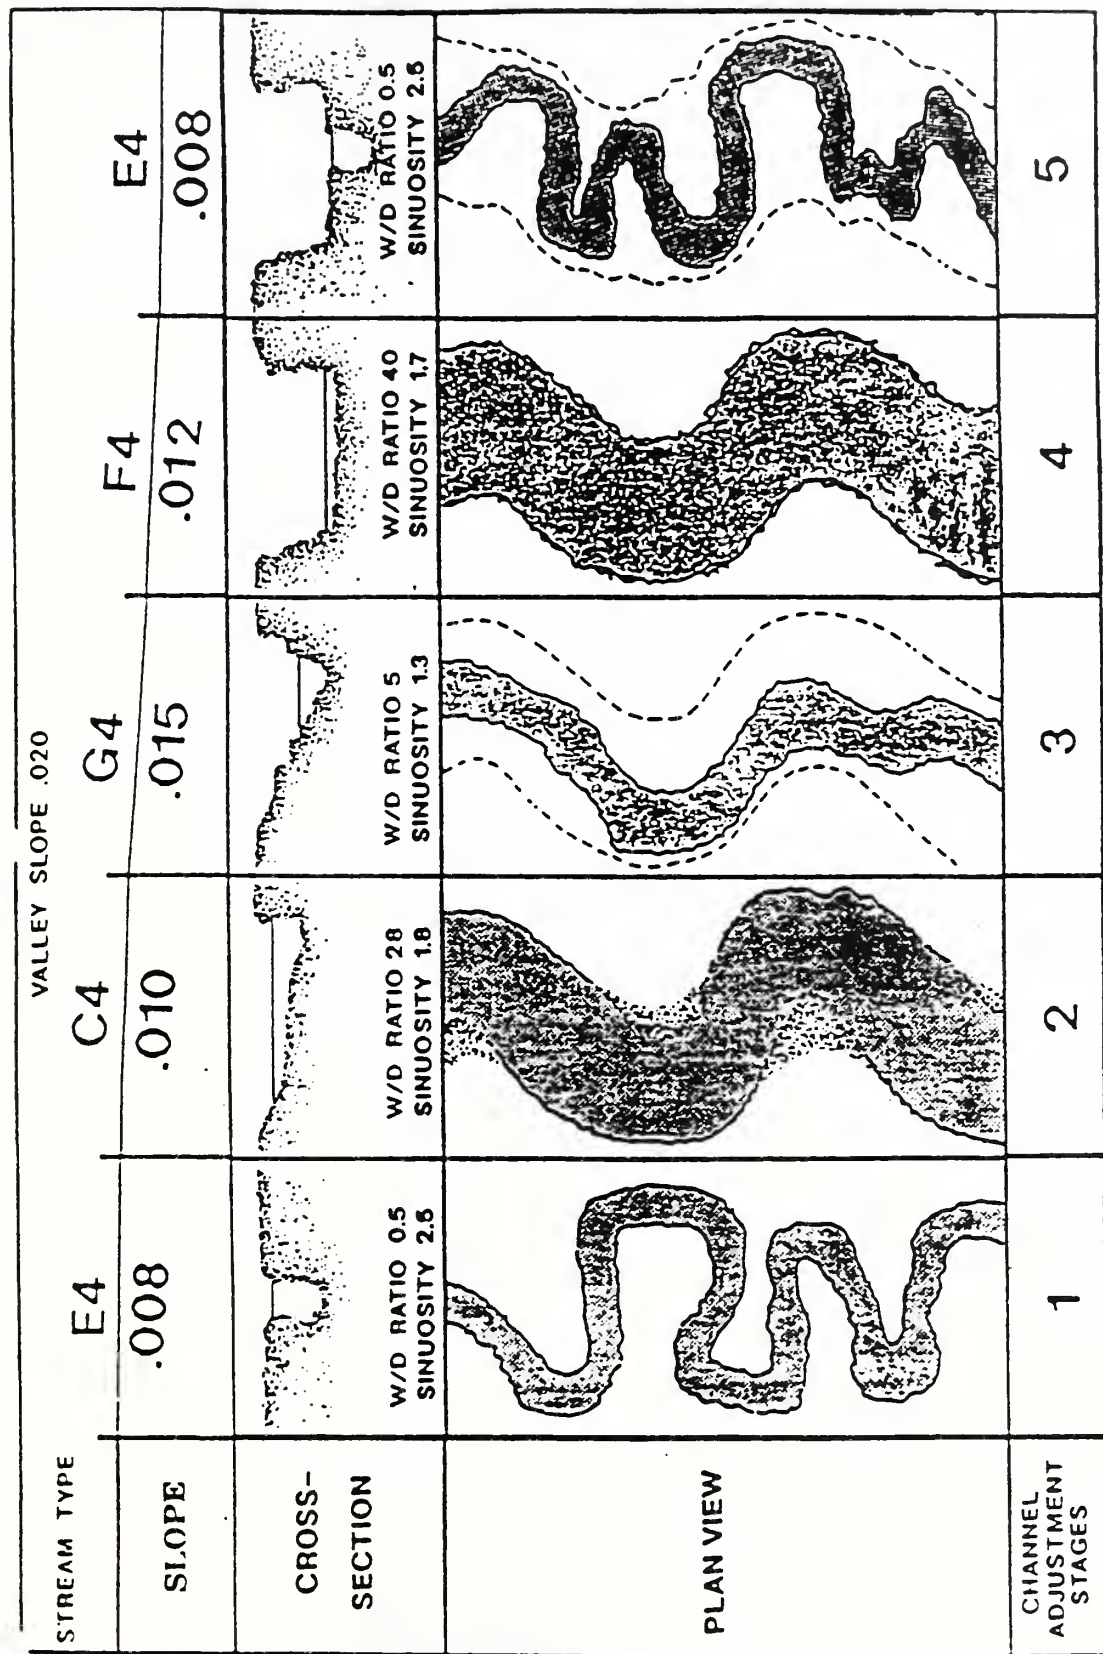 VALLEY SLOPE .020
STREAM TYPE E4 C4 G4 F4 E4
SLOPE .008 .010 .015 .012 .008
CROSS-
SECTION
W/D RATIO 0.5
SINUOSITY 2.6
W/D RATIO 28
SINUOSITY 1.8
W/D RATIO 5
SINUOSITY 1.3
W/D RATIO 40
SINUOSITY 1.7
W/D RATIO 0.5
SINUOSITY 2.6
PLAN VIEW
CHANNEL
ADJUSTMENT
STAGES
1 2 3 4 5